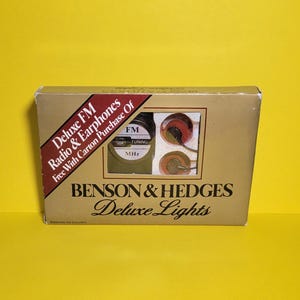 Deluxe FM
Radio & Earphones
Free With Carton Purchase Of
FM
TUNING
MHz
BENSON & HEDGES
Deluxe Lights